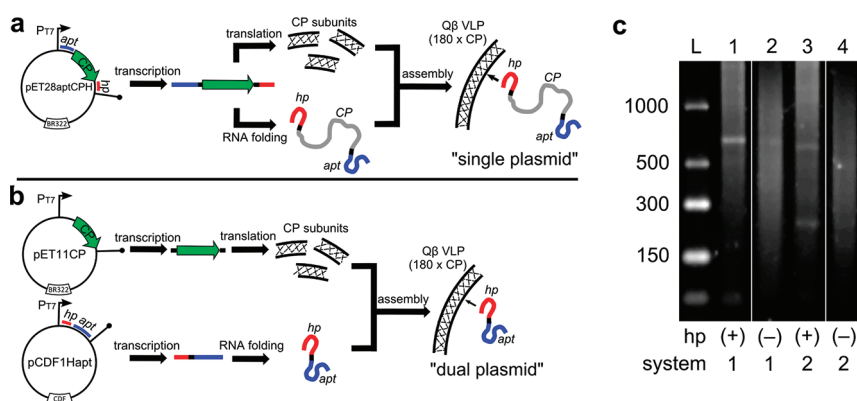 a
PT7
apt
CP
hp
pET28aptCPH
BR322
transcription
translation
CP subunits
RNA folding
hp
CP
apt
assembly
Qβ VLP
(180 x CP)
hp
CP
apt
"single plasmid"
b
PT7
CP
pET11CP
BR322
transcription
translation
CP subunits
PT7
hp apt
pCDF1Hapt
CDF
transcription
RNA folding
hp
apt
assembly
Qβ VLP
(180 x CP)
hp
apt
"dual plasmid"
c
L 1 2 3 4
1000
500
300
150
hp (+) (–) (+) (–)
system 1 1 2 2